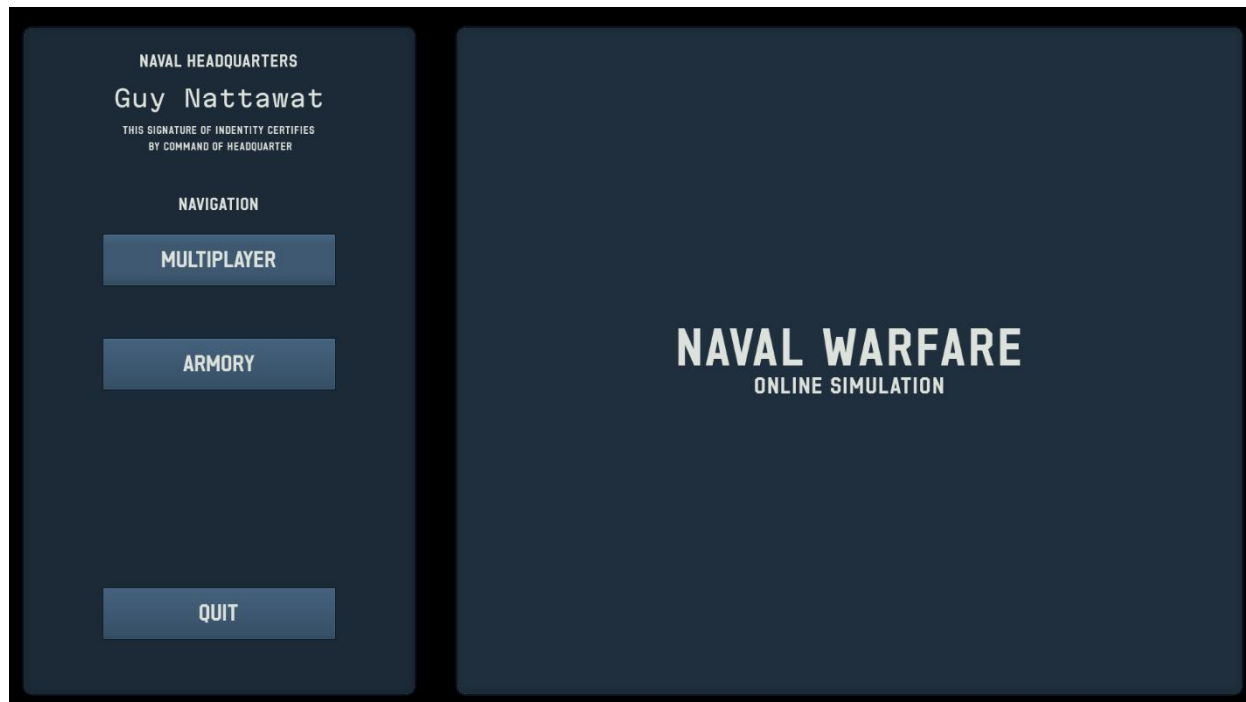 NAVAL HEADQUARTERS
Guy Nattawat
THIS SIGNATURE OF INDENTITY CERTIFIES
BY COMMAND OF HEADQUARTER
NAVIGATION
MULTIPLAYER
ARMORY
QUIT
NAVAL WARFARE
ONLINE SIMULATION